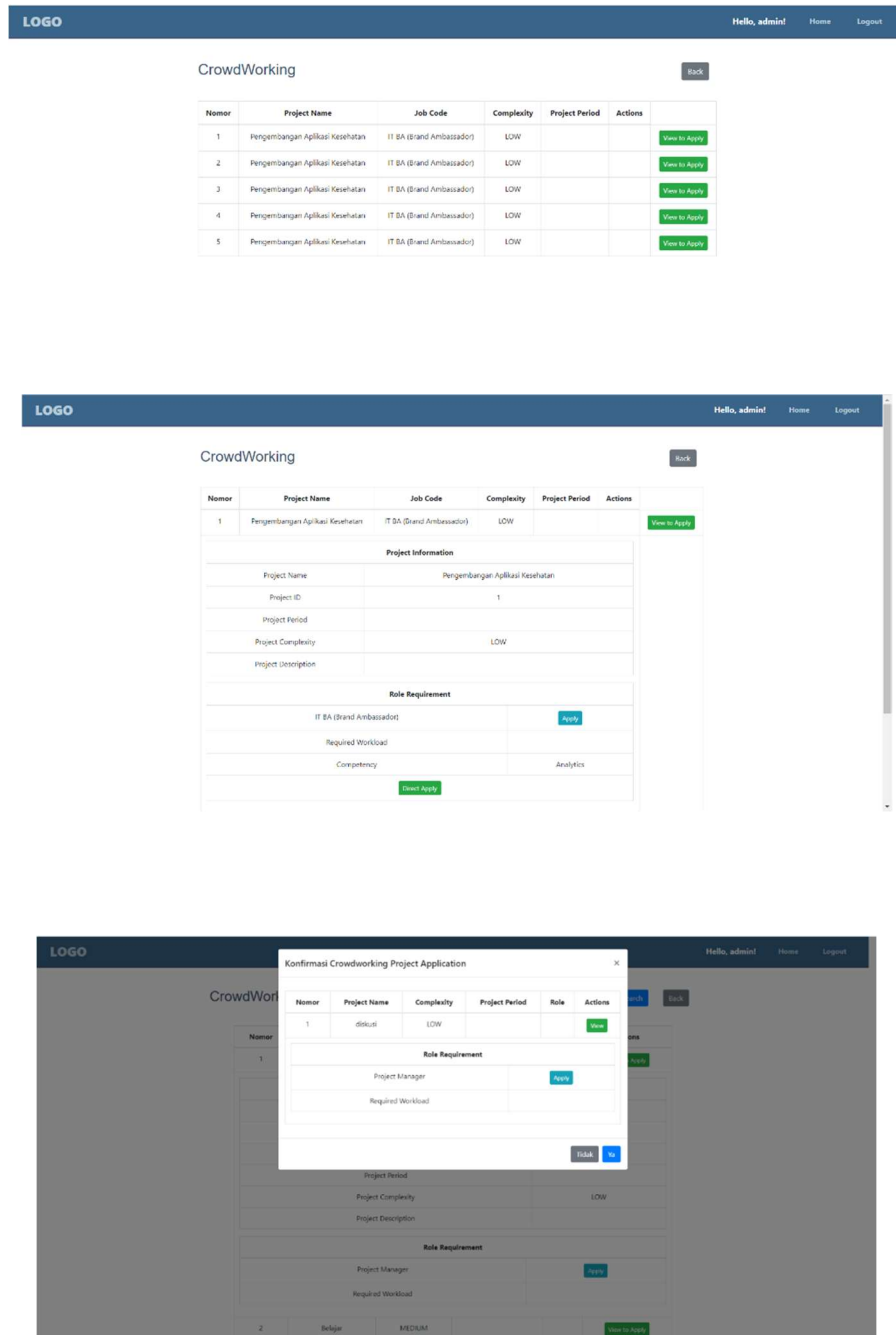 LOGO Hello, admin! Home Logout
CrowdWorking Back
Nomor Project Name Job Code Complexity Project Period Actions
1 Pengembangan Aplikasi Kesehatan IT BA (Brand Ambassador) LOW View to Apply
2 Pengembangan Aplikasi Kesehatan IT BA (Brand Ambassador) LOW View to Apply
3 Pengembangan Aplikasi Kesehatan IT BA (Brand Ambassador) LOW View to Apply
4 Pengembangan Aplikasi Kesehatan IT BA (Brand Ambassador) LOW View to Apply
5 Pengembangan Aplikasi Kesehatan IT BA (Brand Ambassador) LOW View to Apply
LOGO Hello, admin! Home Logout
CrowdWorking Back
Nomor Project Name Job Code Complexity Project Period Actions
1 Pengembangan Aplikasi Kesehatan IT BA (Brand Ambassador) LOW View to Apply
Project Information
Project Name Pengembangan Aplikasi Kesehatan
Project ID 1
Project Period
Project Complexity LOW
Project Description
Role Requirement
IT BA (Brand Ambassador) Apply
Required Workload
Competency Analytics
Direct Apply
LOGO Hello, admin! Home Logout
Konfirmasi Crowdworking Project Application ×
CrowdWork arch Back
Nomor Project Name Complexity Project Period Role Actions
1 diskuti LOW View
Nomor ons
1 Apply
Role Requirement
Project Manager Apply
Required Workload
Tidak Ya
Project Period
Project Complexity LOW
Project Description
Role Requirement
Project Manager Apply
Required Workload
2 Belajar MEDIUM View to Apply